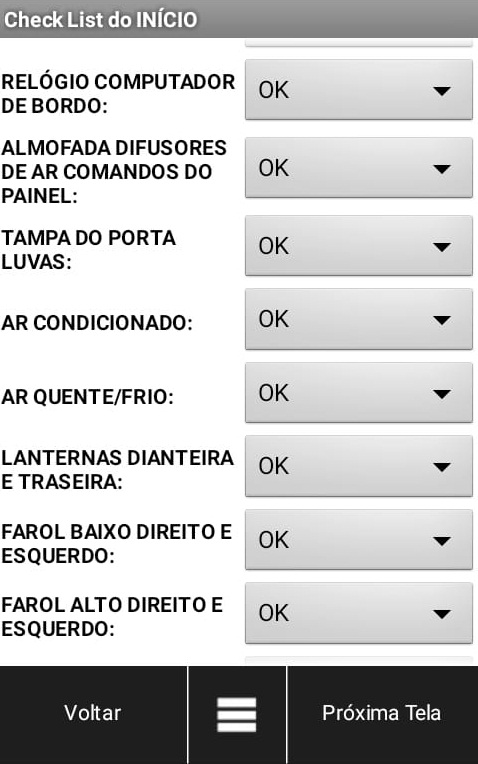 Check List do INÍCIO
RELÓGIO COMPUTADOR
DE BORDO:
OK
ALMOFADA DIFUSORES
DE AR COMANDOS DO
PAINEL:
OK
TAMPA DO PORTA
LUVAS:
OK
AR CONDICIONADO:
OK
AR QUENTE/FRIO:
OK
LANTERNAS DIANTEIRA
E TRASEIRA:
OK
FAROL BAIXO DIREITO E
ESQUERDO:
OK
FAROL ALTO DIREITO E
ESQUERDO:
OK
Voltar
Próxima Tela